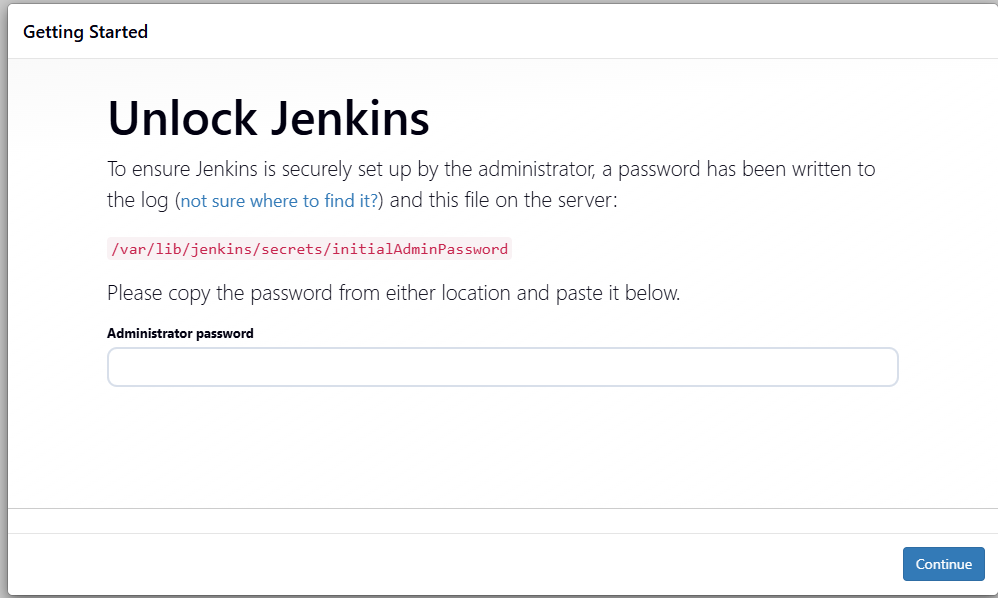 Getting Started
Unlock Jenkins
To ensure Jenkins is securely set up by the administrator, a password has been written to
the log (not sure where to find it?) and this file on the server:
/var/lib/jenkins/secrets/initialAdminPassword
Please copy the password from either location and paste it below.
Administrator password
Continue